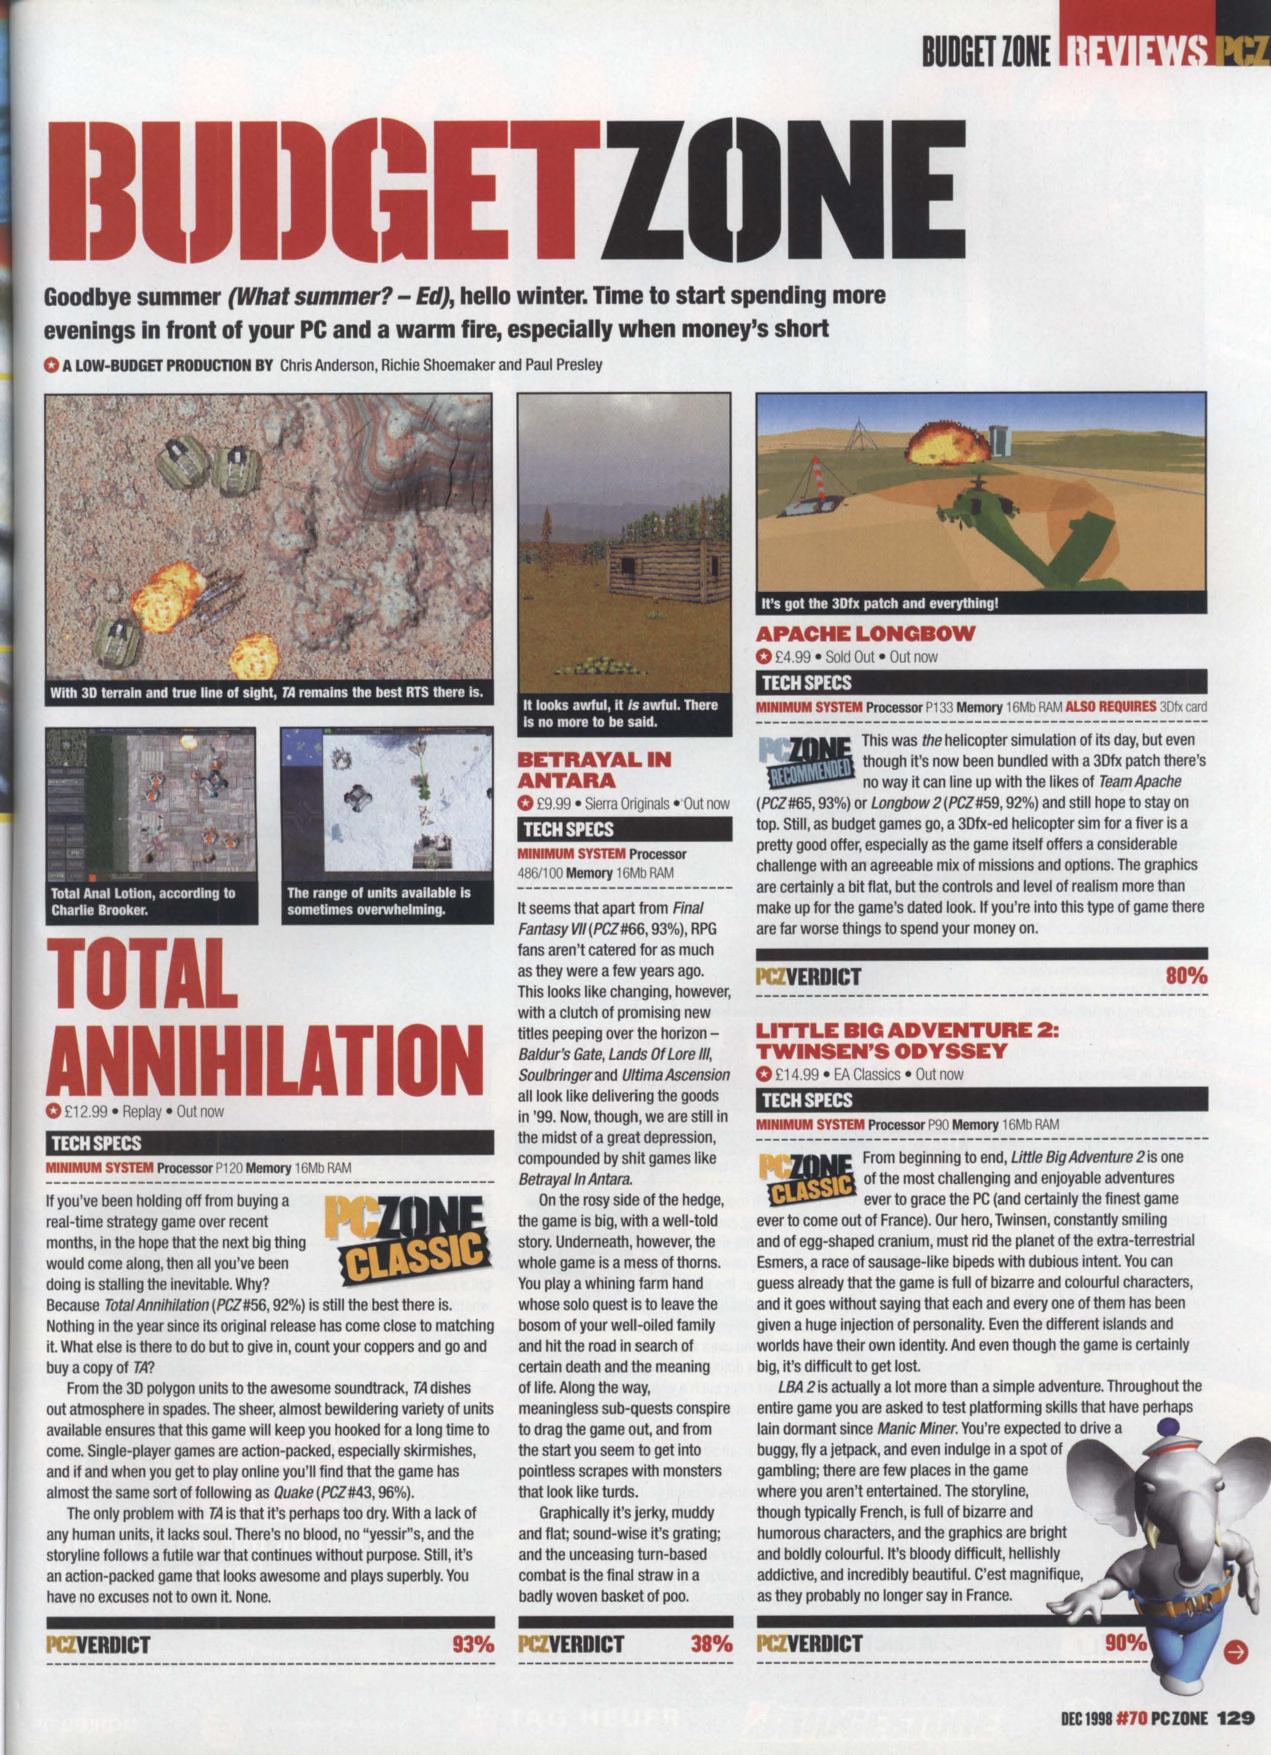 BUDGET ZONE REVIEWS PCZ
BUDGETZONE
Goodbye summer (What summer? – Ed), hello winter. Time to start spending more
evenings in front of your PC and a warm fire, especially when money's short
A LOW-BUDGET PRODUCTION BY Chris Anderson, Richie Shoemaker and Paul Presley
With 3D terrain and true line of sight, TA remains the best RTS there is.
Total Anal Lotion, according to
Charlie Brooker.
The range of units available is
sometimes overwhelming.
TOTAL
ANNIHILATION
£12.99 • Replay • Out now
TECH SPECS
MINIMUM SYSTEM Processor P120 Memory 16Mb RAM
PCZONE
CLASSIC
If you've been holding off from buying a
real-time strategy game over recent
months, in the hope that the next big thing
would come along, then all you've been
doing is stalling the inevitable. Why?
Because Total Annihilation (PCZ #56, 92%) is still the best there is.
Nothing in the year since its original release has come close to matching
it. What else is there to do but to give in, count your coppers and go and
buy a copy of TA?
From the 3D polygon units to the awesome soundtrack, TA dishes
out atmosphere in spades. The sheer, almost bewildering variety of units
available ensures that this game will keep you hooked for a long time to
come. Single-player games are action-packed, especially skirmishes,
and if and when you get to play online you'll find that the game has
almost the same sort of following as Quake (PCZ #43, 96%).
The only problem with TA is that it's perhaps too dry. With a lack of
any human units, it lacks soul. There's no blood, no "yessir"s, and the
storyline follows a futile war that continues without purpose. Still, it's
an action-packed game that looks awesome and plays superbly. You
have no excuses not to own it. None.
PCZVERDICT 93%
It looks awful, it is awful. There
is no more to be said.
BETRAYAL IN
ANTARA
£9.99 • Sierra Originals • Out now
TECH SPECS
MINIMUM SYSTEM Processor
486/100 Memory 16Mb RAM
It seems that apart from Final
Fantasy VII (PCZ #66, 93%), RPG
fans aren't catered for as much
as they were a few years ago.
This looks like changing, however,
with a clutch of promising new
titles peeping over the horizon –
Baldur's Gate, Lands Of Lore III,
Soulbringer and Ultima Ascension
all look like delivering the goods
in '99. Now, though, we are still in
the midst of a great depression,
compounded by shit games like
Betrayal In Antara.
On the rosy side of the hedge,
the game is big, with a well-told
story. Underneath, however, the
whole game is a mess of thorns.
You play a whining farm hand
whose solo quest is to leave the
bosom of your well-oiled family
and hit the road in search of
certain death and the meaning
of life. Along the way,
meaningless sub-quests conspire
to drag the game out, and from
the start you seem to get into
pointless scrapes with monsters
that look like turds.
Graphically it's jerky, muddy
and flat; sound-wise it's grating;
and the unceasing turn-based
combat is the final straw in a
badly woven basket of poo.
PCZVERDICT 38%
It's got the 3Dfx patch and everything!
APACHE LONGBOW
£4.99 • Sold Out • Out now
TECH SPECS
MINIMUM SYSTEM Processor P133 Memory 16Mb RAM ALSO REQUIRES 3Dfx card
PCZONE
RECOMMENDED
This was the helicopter simulation of its day, but even
though it's now been bundled with a 3Dfx patch there's
no way it can line up with the likes of Team Apache
(PCZ #65, 93%) or Longbow 2 (PCZ #59, 92%) and still hope to stay on
top. Still, as budget games go, a 3Dfx-ed helicopter sim for a fiver is a
pretty good offer, especially as the game itself offers a considerable
challenge with an agreeable mix of missions and options. The graphics
are certainly a bit flat, but the controls and level of realism more than
make up for the game's dated look. If you're into this type of game there
are far worse things to spend your money on.
PCZVERDICT 80%
LITTLE BIG ADVENTURE 2:
TWINSEN'S ODYSSEY
£14.99 • EA Classics • Out now
TECH SPECS
MINIMUM SYSTEM Processor P90 Memory 16Mb RAM
PCZONE
CLASSIC
From beginning to end, Little Big Adventure 2 is one
of the most challenging and enjoyable adventures
ever to grace the PC (and certainly the finest game
ever to come out of France). Our hero, Twinsen, constantly smiling
and of egg-shaped cranium, must rid the planet of the extra-terrestrial
Esmers, a race of sausage-like bipeds with dubious intent. You can
guess already that the game is full of bizarre and colourful characters,
and it goes without saying that each and every one of them has been
given a huge injection of personality. Even the different islands and
worlds have their own identity. And even though the game is certainly
big, it's difficult to get lost.
LBA 2 is actually a lot more than a simple adventure. Throughout the
entire game you are asked to test platforming skills that have perhaps
lain dormant since Manic Miner. You're expected to drive a
buggy, fly a jetpack, and even indulge in a spot of
gambling; there are few places in the game
where you aren't entertained. The storyline,
though typically French, is full of bizarre and
humorous characters, and the graphics are bright
and boldly colourful. It's bloody difficult, hellishly
addictive, and incredibly beautiful. C'est magnifique,
as they probably no longer say in France.
PCZVERDICT 90%
DEC 1998 #70 PC ZONE 129